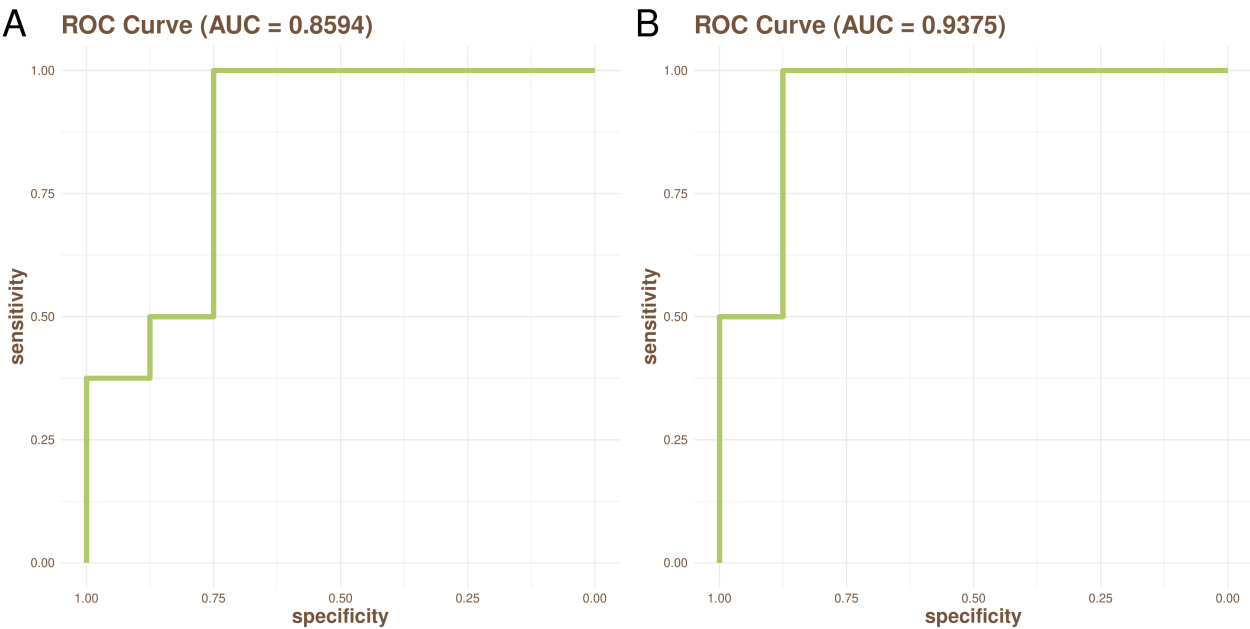 A
ROC Curve (AUC = 0.8594)
1.00
0.75
0.50
0.25
0.00
sensitivity
1.00 0.75 0.50 0.25 0.00
specificity
B
ROC Curve (AUC = 0.9375)
1.00
0.75
0.50
0.25
0.00
sensitivity
1.00 0.75 0.50 0.25 0.00
specificity